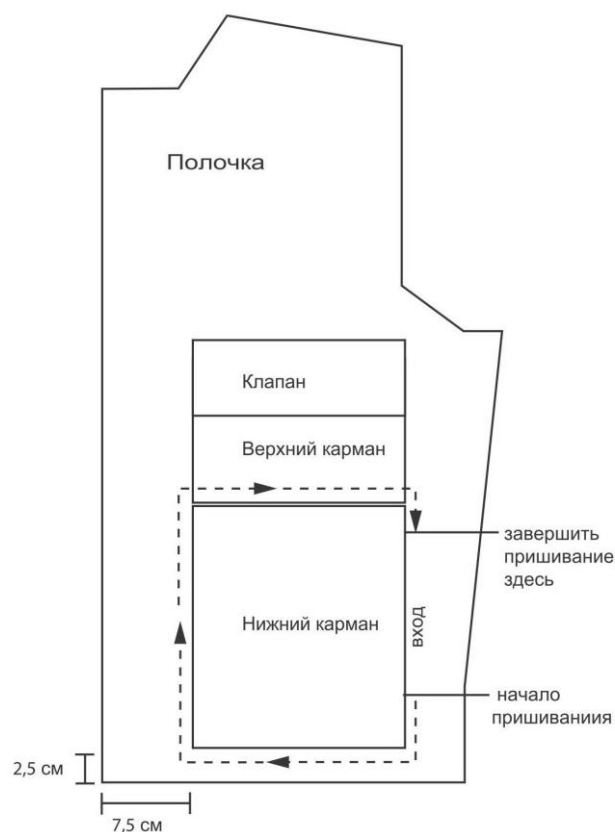 Полочка
Клапан
Верхний карман
завершить
пришивание
здесь
Нижний карман
вход
начало
пришиваниия
2,5 см
7,5 см